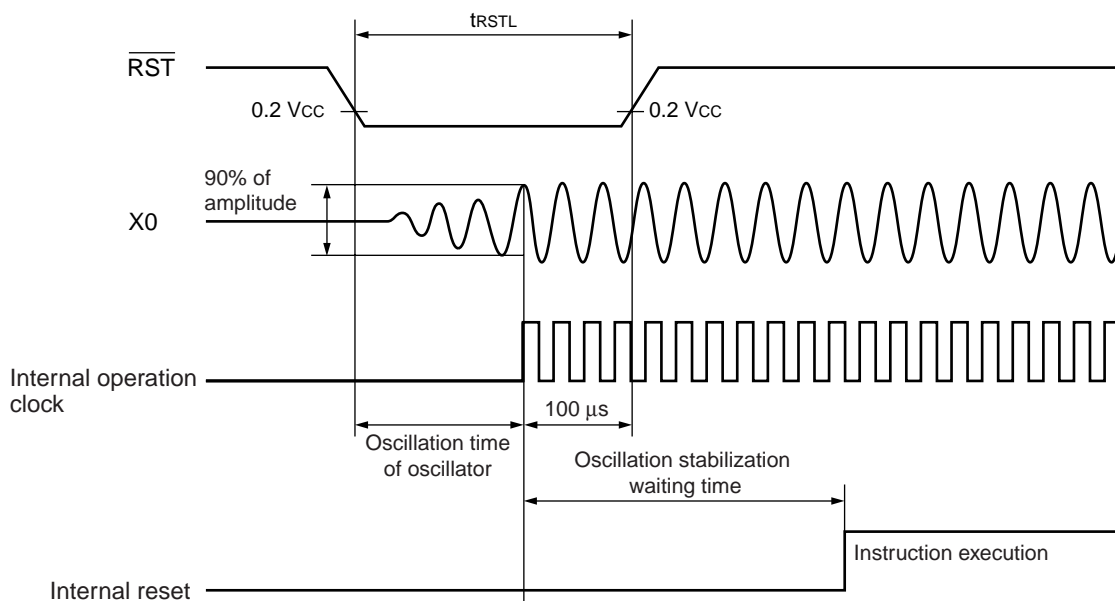 tRSTL
RST
0.2 VCC
0.2 VCC
90% of
amplitude
X0
Internal operation
clock
100 μs
Oscillation time
of oscillator
Oscillation stabilization
waiting time
Instruction execution
Internal reset